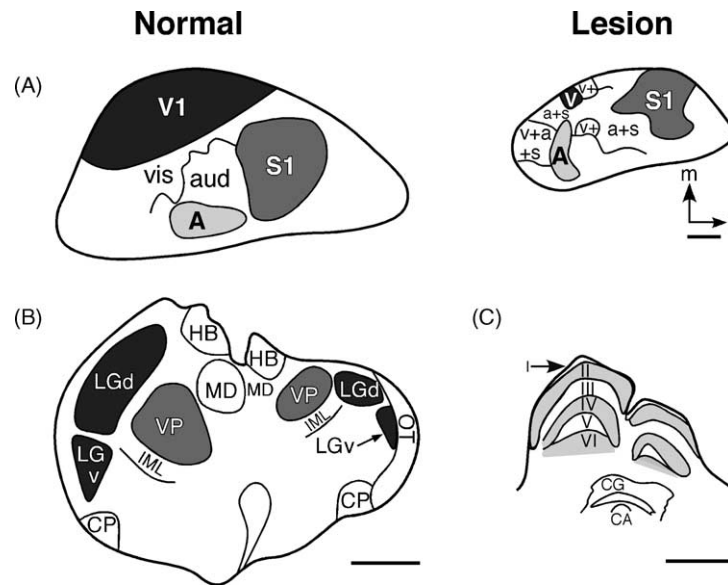 Normal Lesion
(A)
V1
vis
aud
S1
A
V
v+
a+s
v+a
+s
A
v+
a+s
S1
m
(B)
HB
HB
LGd
MD
MD
VP
VP
LGd
IML
IML
LG
v
LGv
OT
CP
CP
(C)
I
II
III
IV
V
VI
CG
CA